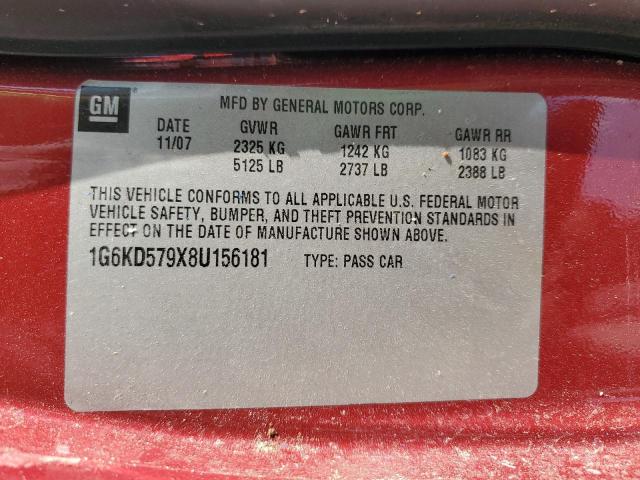 GM MFD BY GENERAL MOTORS CORP.
DATE GVWR GAWR FRT GAWR RR
11/07 2325 KG 1242 KG 1083 KG
5125 LB 2737 LB 2388 LB
THIS VEHICLE CONFORMS TO ALL APPLICABLE U.S. FEDERAL MOTOR
VEHICLE SAFETY, BUMPER, AND THEFT PREVENTION STANDARDS IN
EFFECT ON THE DATE OF MANUFACTURE SHOWN ABOVE.
1G6KD579X8U156181 TYPE: PASS CAR